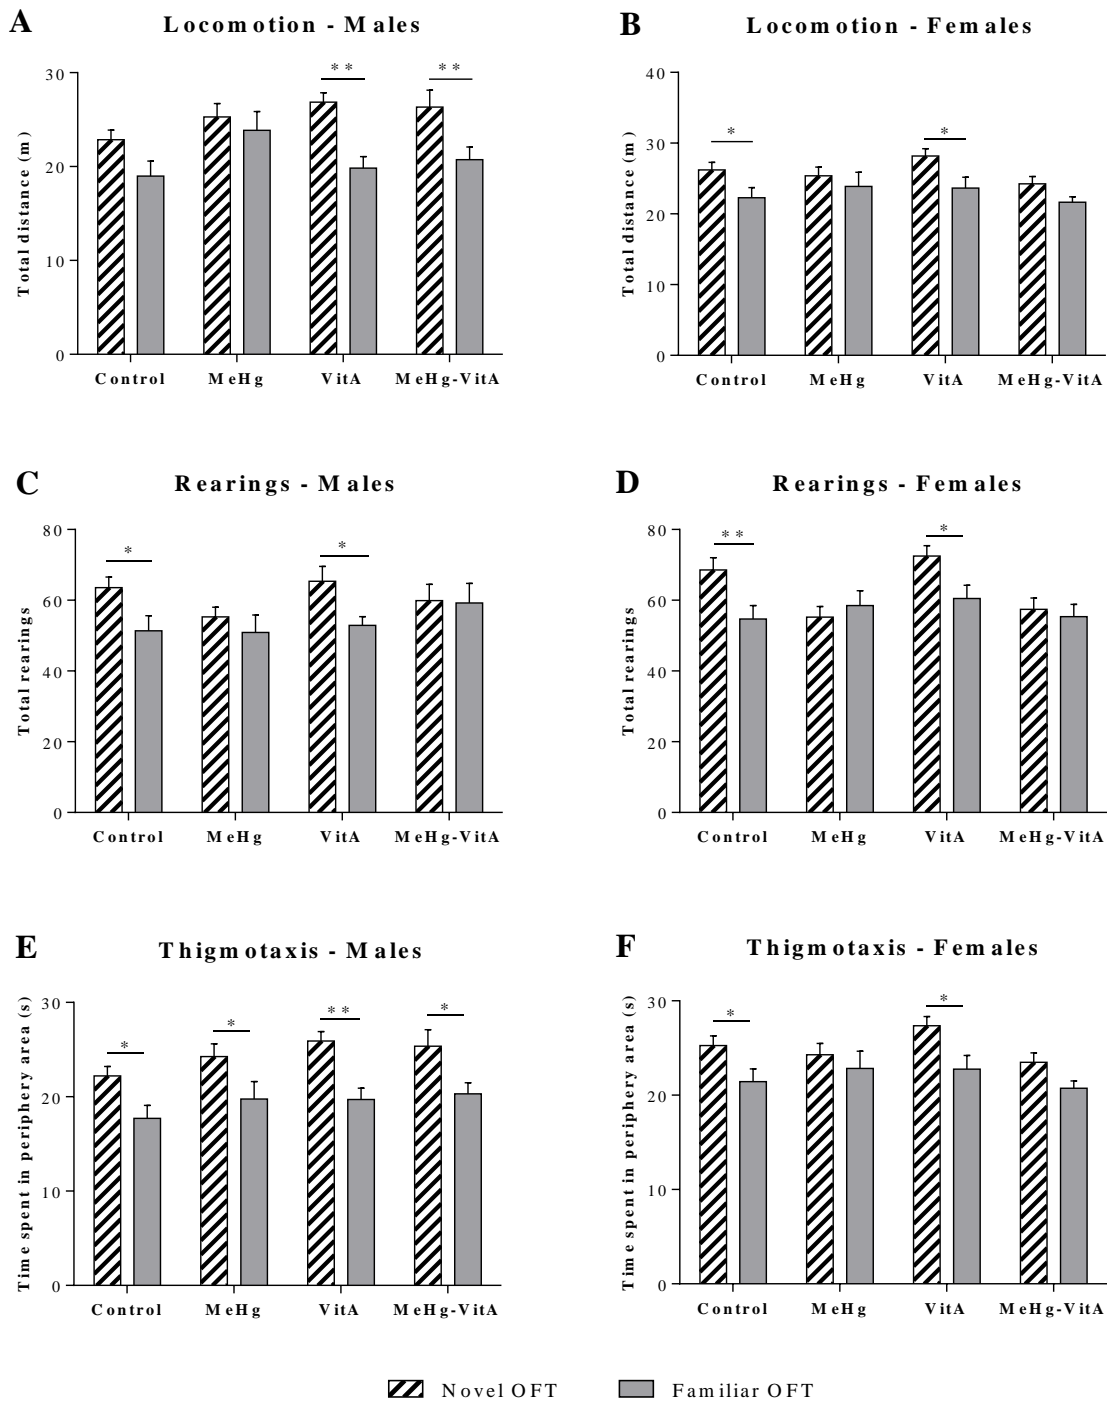 A
Locomotion - Males
Total distance (m)
30
20
10
0
**
**
Control MeHg VitA MeHg-VitA
B
Locomotion - Females
Total distance (m)
40
30
20
10
0
*
*
Control MeHg VitA MeHg-VitA
C
Rearings - Males
Total rearings
80
60
40
20
0
*
*
Control MeHg VitA MeHg-VitA
D
Rearings - Females
Total rearings
80
60
40
20
0
**
*
Control MeHg VitA MeHg-VitA
E
Thigmotaxis - Males
Time spent in periphery area (s)
30
20
10
0
*
*
**
*
Control MeHg VitA MeHg-VitA
F
Thigmotaxis - Females
Time spent in periphery area (s)
30
20
10
0
*
*
Control MeHg VitA MeHg-VitA
Novel OFT Familiar OFT